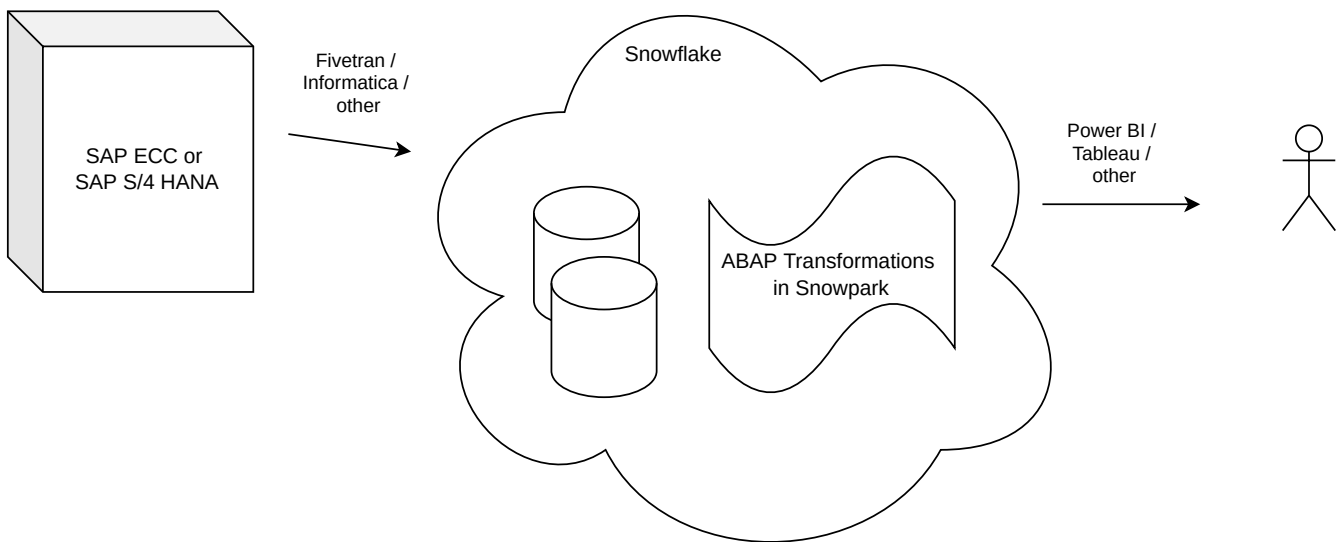 SAP ECC or
SAP S/4 HANA
Fivetran /
Informatica /
other
Snowflake
ABAP Transformations
in Snowpark
Power BI /
Tableau /
other